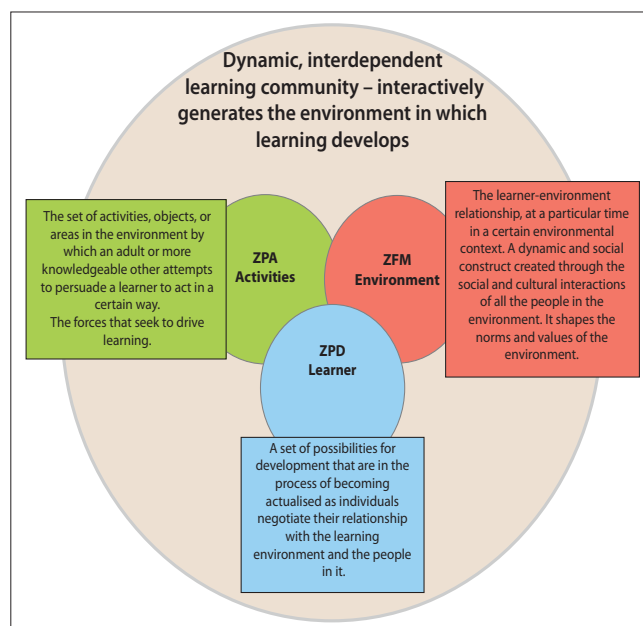 Dynamic, interdependent
learning community – interactively
generates the environment in which
learning develops
The set of activities, objects, or
areas in the environment by
which an adult or more
knowledgeable other attempts
to persuade a learner to act in a
certain way.
The forces that seek to drive
learning.
ZPA
Activities
ZFM
Environment
The learner-environment
relationship, at a particular time
in a certain environmental
context. A dynamic and social
construct created through the
social and cultural interactions
of all the people in the
environment. It shapes the
norms and values of the
environment.
ZPD
Learner
A set of possibilities for
development that are in the
process of becoming
actualised as individuals
negotiate their relationship
with the learning
environment and the people
in it.